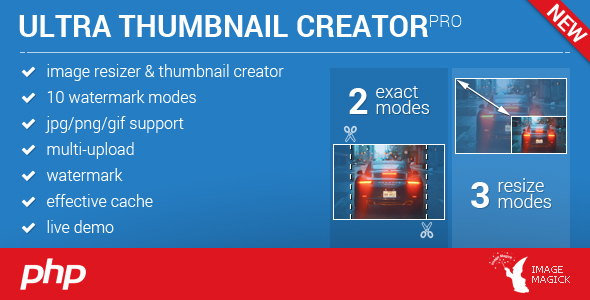 ULTRA THUMBNAIL CREATOR PRO
NEW
image resizer & thumbnail creator
10 watermark modes
jpg/png/gif support
multi-upload
watermark
effective cache
live demo
2 exact modes
3 resize modes
php
IMAGE
MAGICK